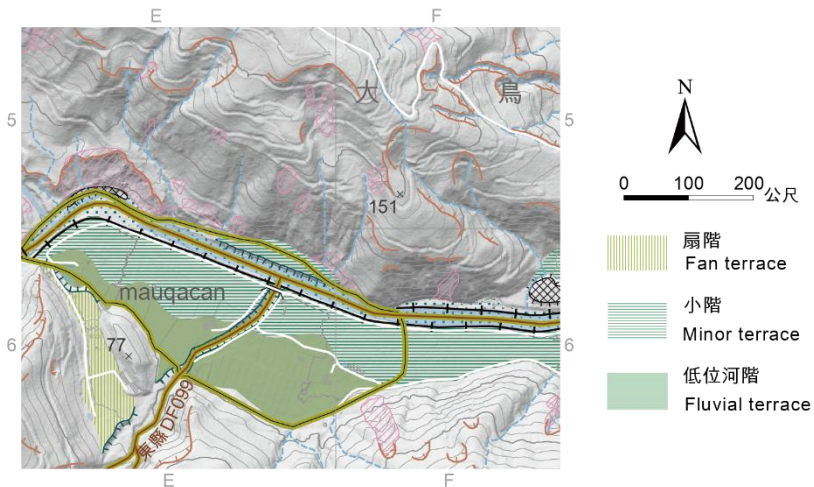 E F
5 5
大 鳥
151
mauqacan
77
6 6
東縣DF099
E F
N
0 100 200 公尺
扇階
Fan terrace
小階
Minor terrace
低位河階
Fluvial terrace